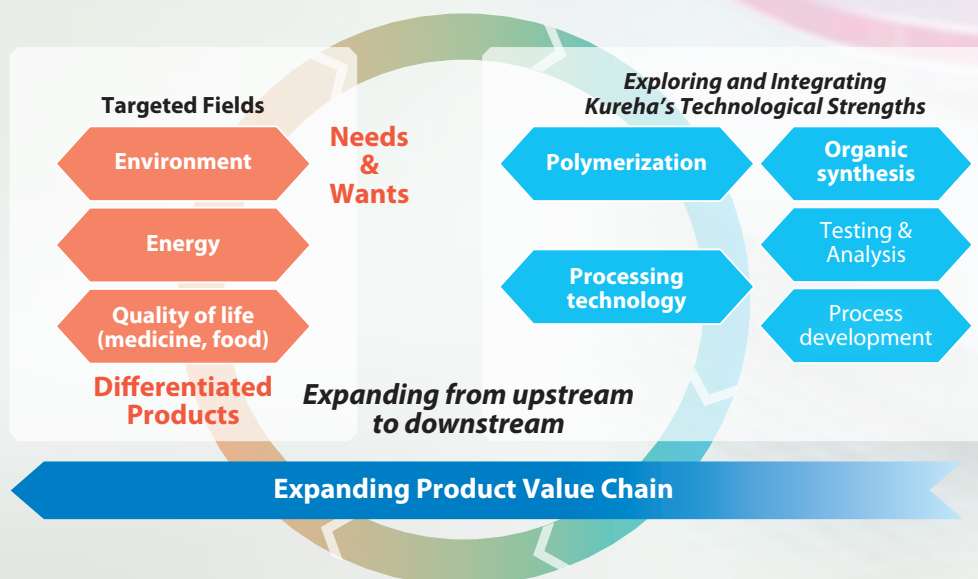 Targeted Fields
Environment
Energy
Quality of life
(medicine, food)
Needs
&
Wants
Differentiated
Products
Exploring and Integrating
Kureha’s Technological Strengths
Polymerization
Processing
technology
Organic
synthesis
Testing &
Analysis
Process
development
Expanding from upstream
to downstream
Expanding Product Value Chain